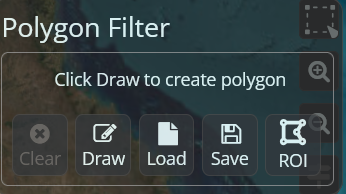 Polygon Filter
Click Draw to create polygon
Clear Draw Load Save ROI